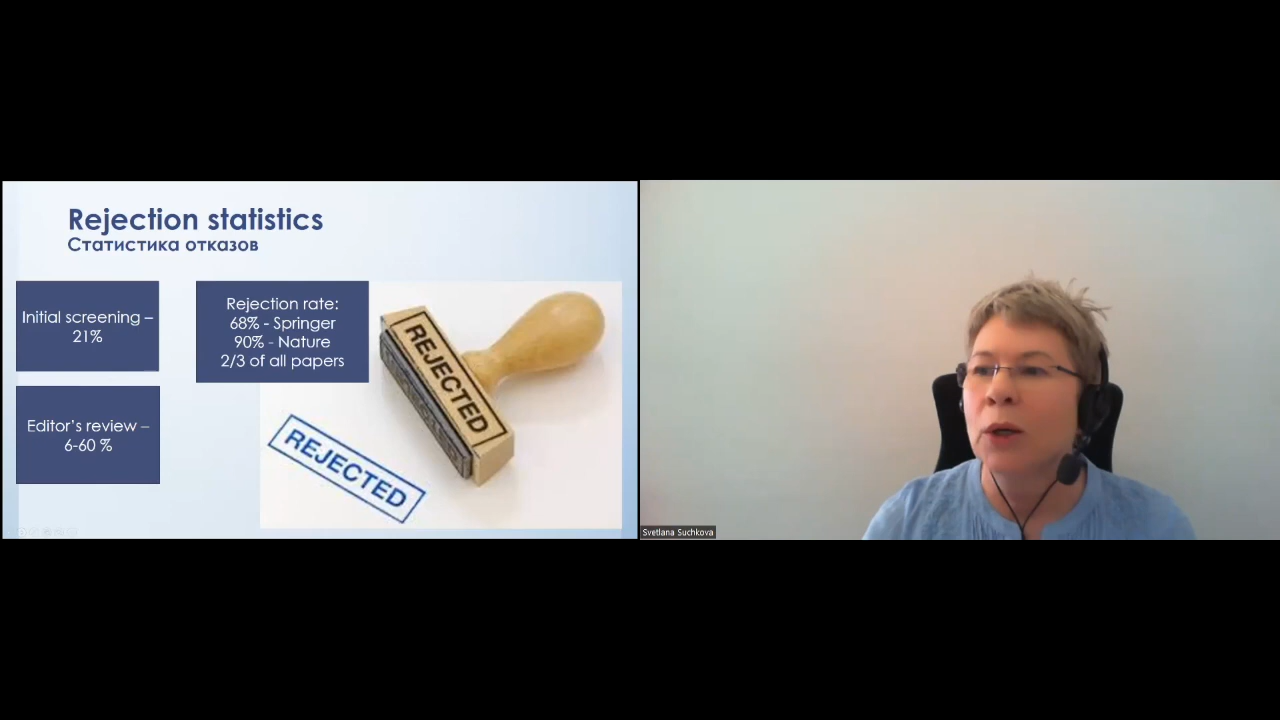 Rejection statistics
Статистика отказов
Initial screening –
21%
Rejection rate:
68% - Springer
90% - Nature
2/3 of all papers
Editor's review –
6-60 %
REJECTED
REJECTED
Svetlana Suchkova